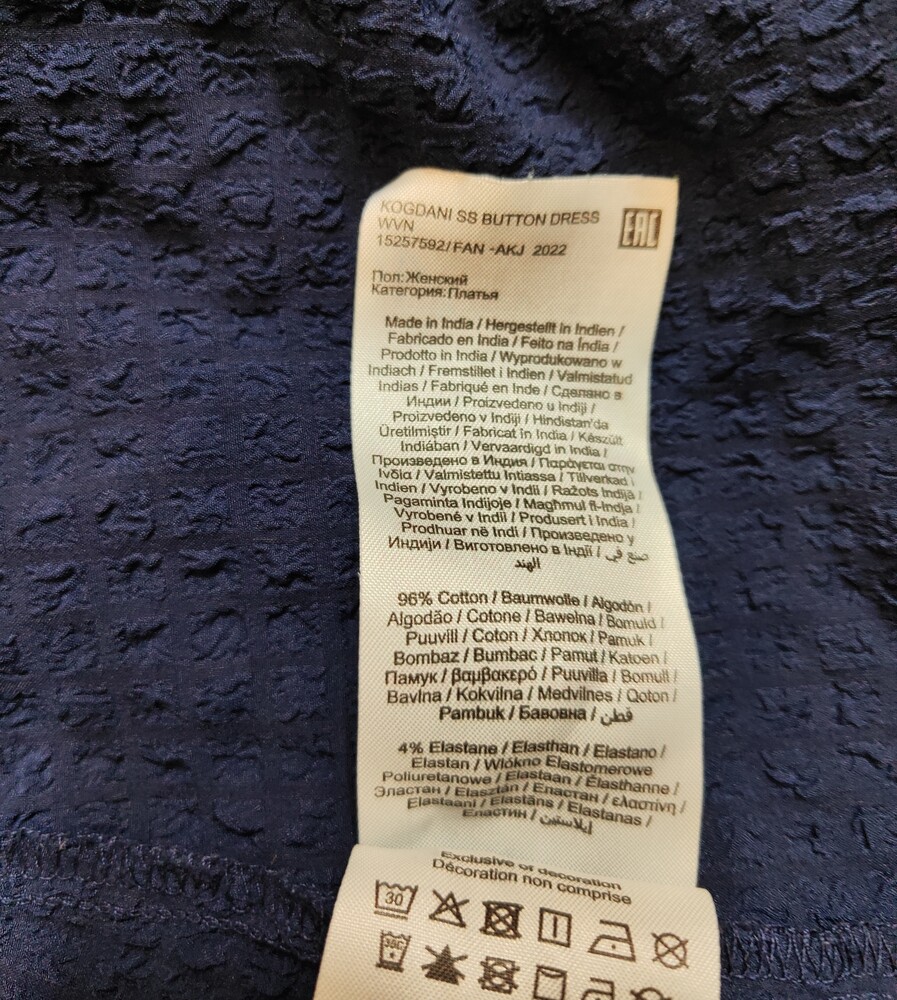 KOGDANI SS BUTTON DRESS
EAC
WVN
15257592/FAN -AKJ 2022
Пол:Женский
Категория:Платья
Made in India / Hergestellt in Indien /
Fabricado en India / Feito na Índia /
Prodotto in India / Wyprodukowano w
Indiach / Fremstillet i Indien / Valmistatud
Indias / Fabriqué en Inde / Сделано в
Индии / Proizvedeno u Indiji /
Proizvedeno v Indiji / Hindistan'da
Üretilmiştir / Fabricat în India / Készült
Indiában / Vervaardigd in India /
Произведено в Индия / Παράγεται στην
Ινδία / Valmistettu Intiassa / Tillverkad i
Indien / Vyrobeno v Indii / Ražots Indijā /
Pagaminta Indijoje / Magħmul fl-Indja /
Vyrobené v Indii / Produsert i India /
Prodhuar në Indi / Произведено у
Индији / Виготовлено в Індії / صنع في
الهند
96% Cotton / Baumwolle / Algodón /
Algodão / Cotone / Bawełna / Bomuld /
Puuvill / Coton / Хлопок / Pamuk /
Bombaz / Bumbac / Pamut / Katoen /
Памук / βαμβακερό / Puuvilla / Bomull /
Bavlna / Kokvilna / Medvilnes / Qoton /
Pambuk / Бавовна / قطن
4% Elastane / Elasthan / Elastano /
Elastan / Włókno Elastomerowe
Poliuretanowe / Elastaan / Élasthanne /
Эластан / Elasztán / Еластан / ελαστίνη /
Elastaani / Elastāns / Elastanas /
Еластин / إيلاستين
Exclusive of decoration
Décoration non comprise
30
30C